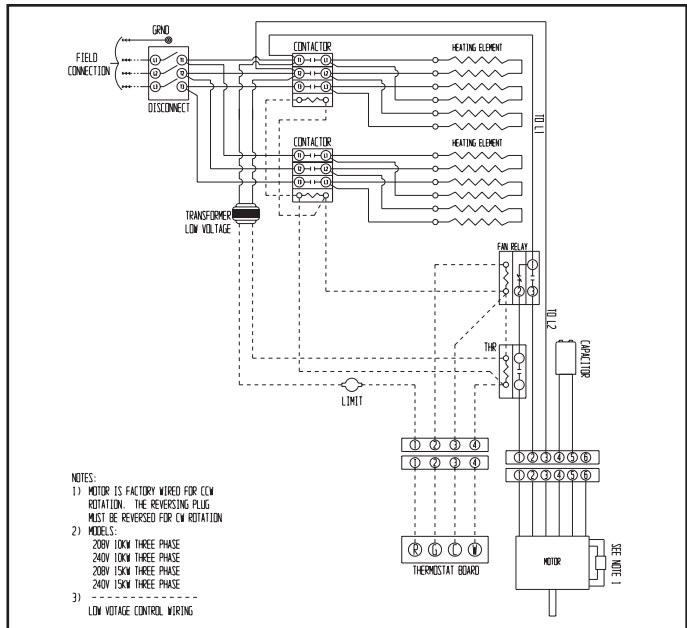 GRND
FIELD
CONNECTION
L1 T1
L2 T2
L3 T3
DISCONNECT
CONTACTOR
T1 L1
T2 L2
T3 L3
HEATING ELEMENT
CONTACTOR
T1 L1
T2 L2
T3 L3
HEATING ELEMENT
TO L1
TRANSFORMER
LOW VOLTAGE
FAN RELAY
1
2 3
TO L2
THR
CAPACITOR
LIMIT
1 2 3 4
1 2 3 4
1 2 3 4 5 6
1 2 3 4 5 6
R G C W
THERMOSTAT BOARD
MOTOR
SEE NOTE 1
NOTES:
1) MOTOR IS FACTORY WIRED FOR CCW
ROTATION. THE REVERSING PLUG
MUST BE REVERSED FOR CW ROTATION
2) MODELS:
208V 10KW THREE PHASE
240V 10KW THREE PHASE
208V 15KW THREE PHASE
240V 15KW THREE PHASE
3) - - - - - - - - - - - - - - - - -
LOW VOTAGE CONTROL WIRING